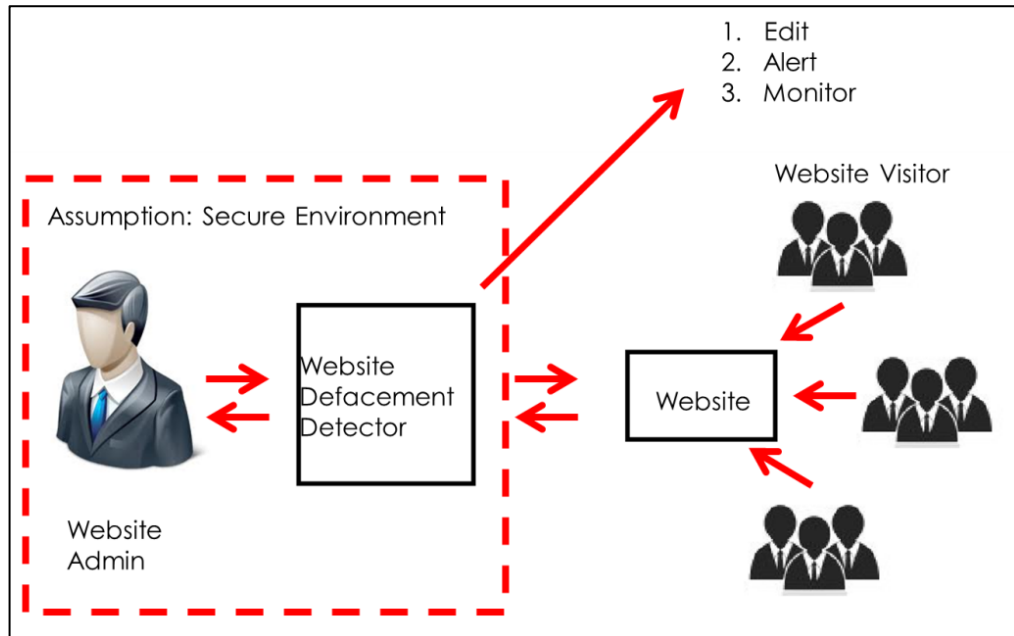 1. Edit
2. Alert
3. Monitor
Website Visitor
Assumption: Secure Environment
Website
Defacement
Detector
Website
Website
Admin